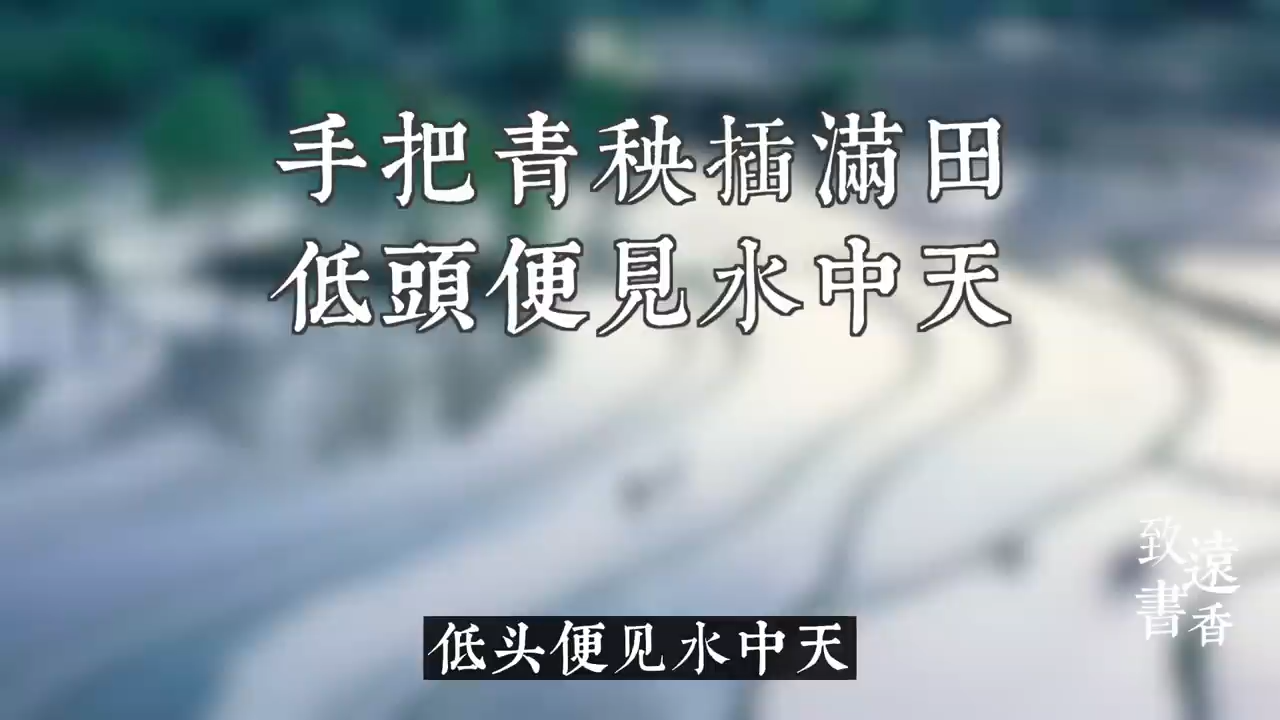 手把青秧插滿田
低頭便見水中天
致遠書香
低头便见水中天